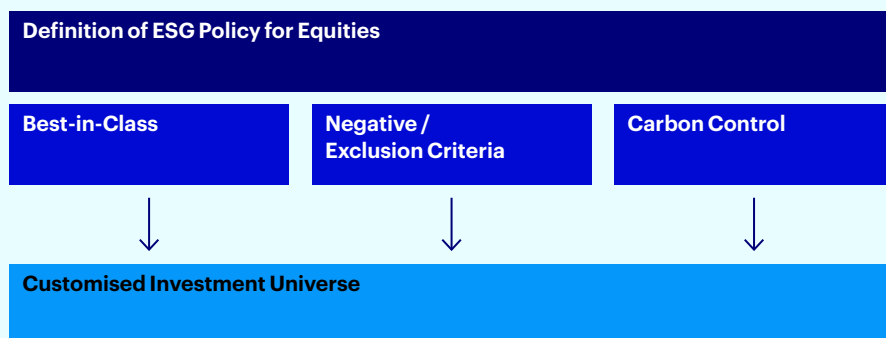 Definition of ESG Policy for Equities
Best-in-Class
Negative /
Exclusion Criteria
Carbon Control
Customised Investment Universe